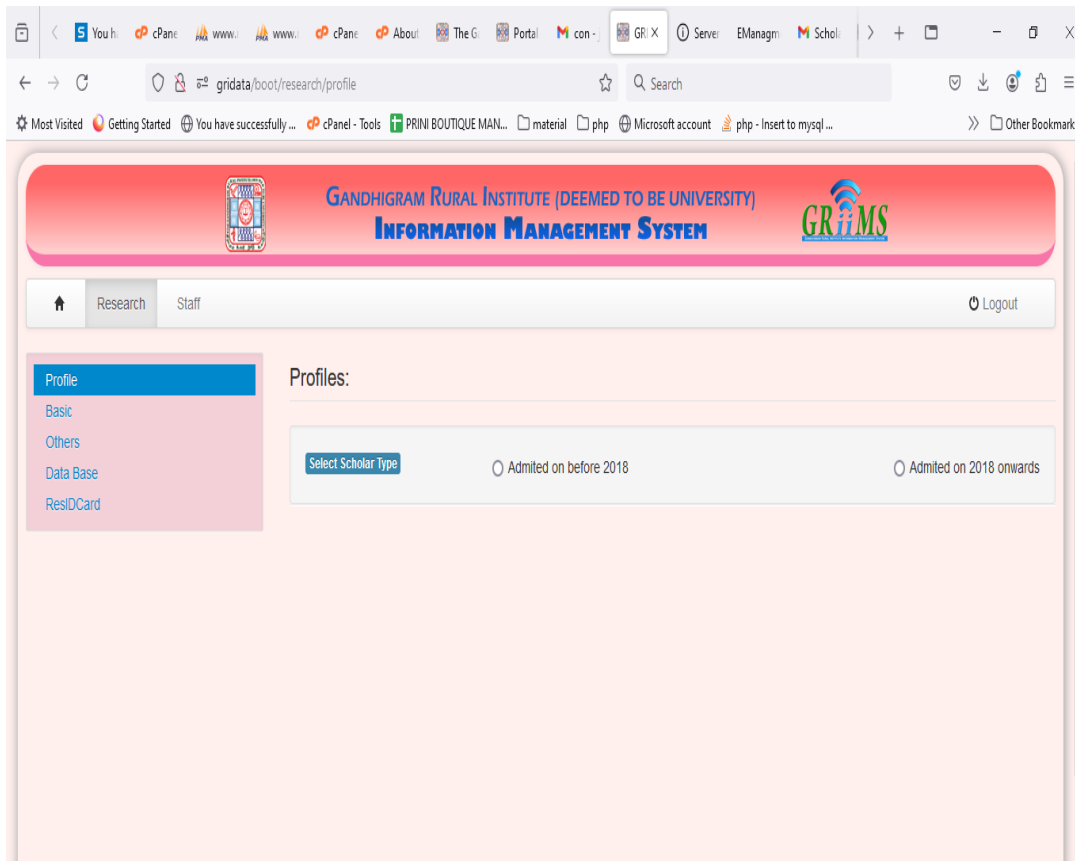 You h cPane www. www. cPane About The G Portal con - GRI Server EManagm Schola
gridata/boot/research/profile Search
Most Visited Getting Started You have successfully ... cPanel - Tools PRINI BOUTIQUE MAN... material php Microsoft account php - Insert to mysql ... Other Bookmark
GANDHIGRAM RURAL INSTITUTE (DEEMED TO BE UNIVERSITY)
INFORMATION MANAGEMENT SYSTEM
GRiiMS
Research Staff Logout
Profile
Basic
Others
Data Base
ResIDCard
Profiles:
Select Scholar Type Admited on before 2018 Admited on 2018 onwards